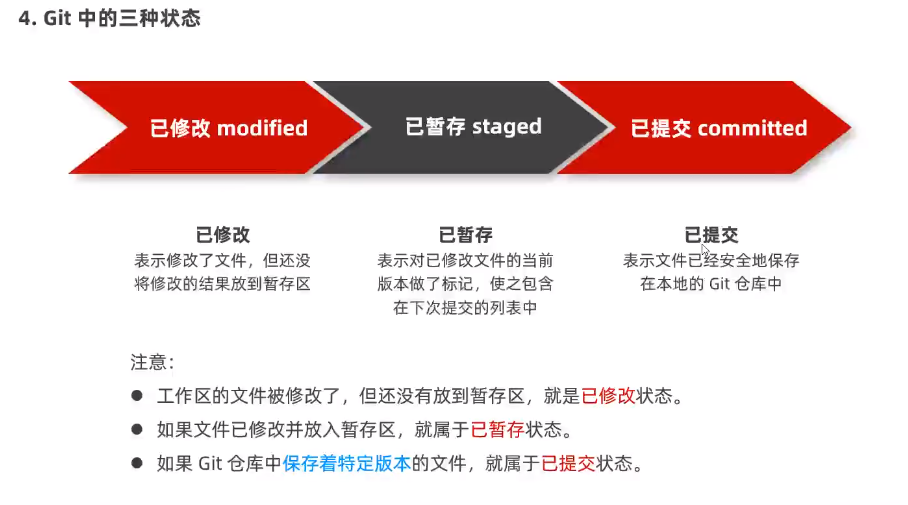 4. Git 中的三种状态
已修改 modified
已暂存 staged
已提交 committed
已修改
表示修改了文件，但还没
将修改的结果放到暂存区
已暂存
表示对已修改文件的当前
版本做了标记，使之包含
在下次提交的列表中
已提交
表示文件已经安全地保存
在本地的 Git 仓库中
注意：
● 工作区的文件被修改了，但还没有放到暂存区，就是已修改状态。
● 如果文件已修改并放入暂存区，就属于已暂存状态。
● 如果 Git 仓库中保存着特定版本的文件，就属于已提交状态。